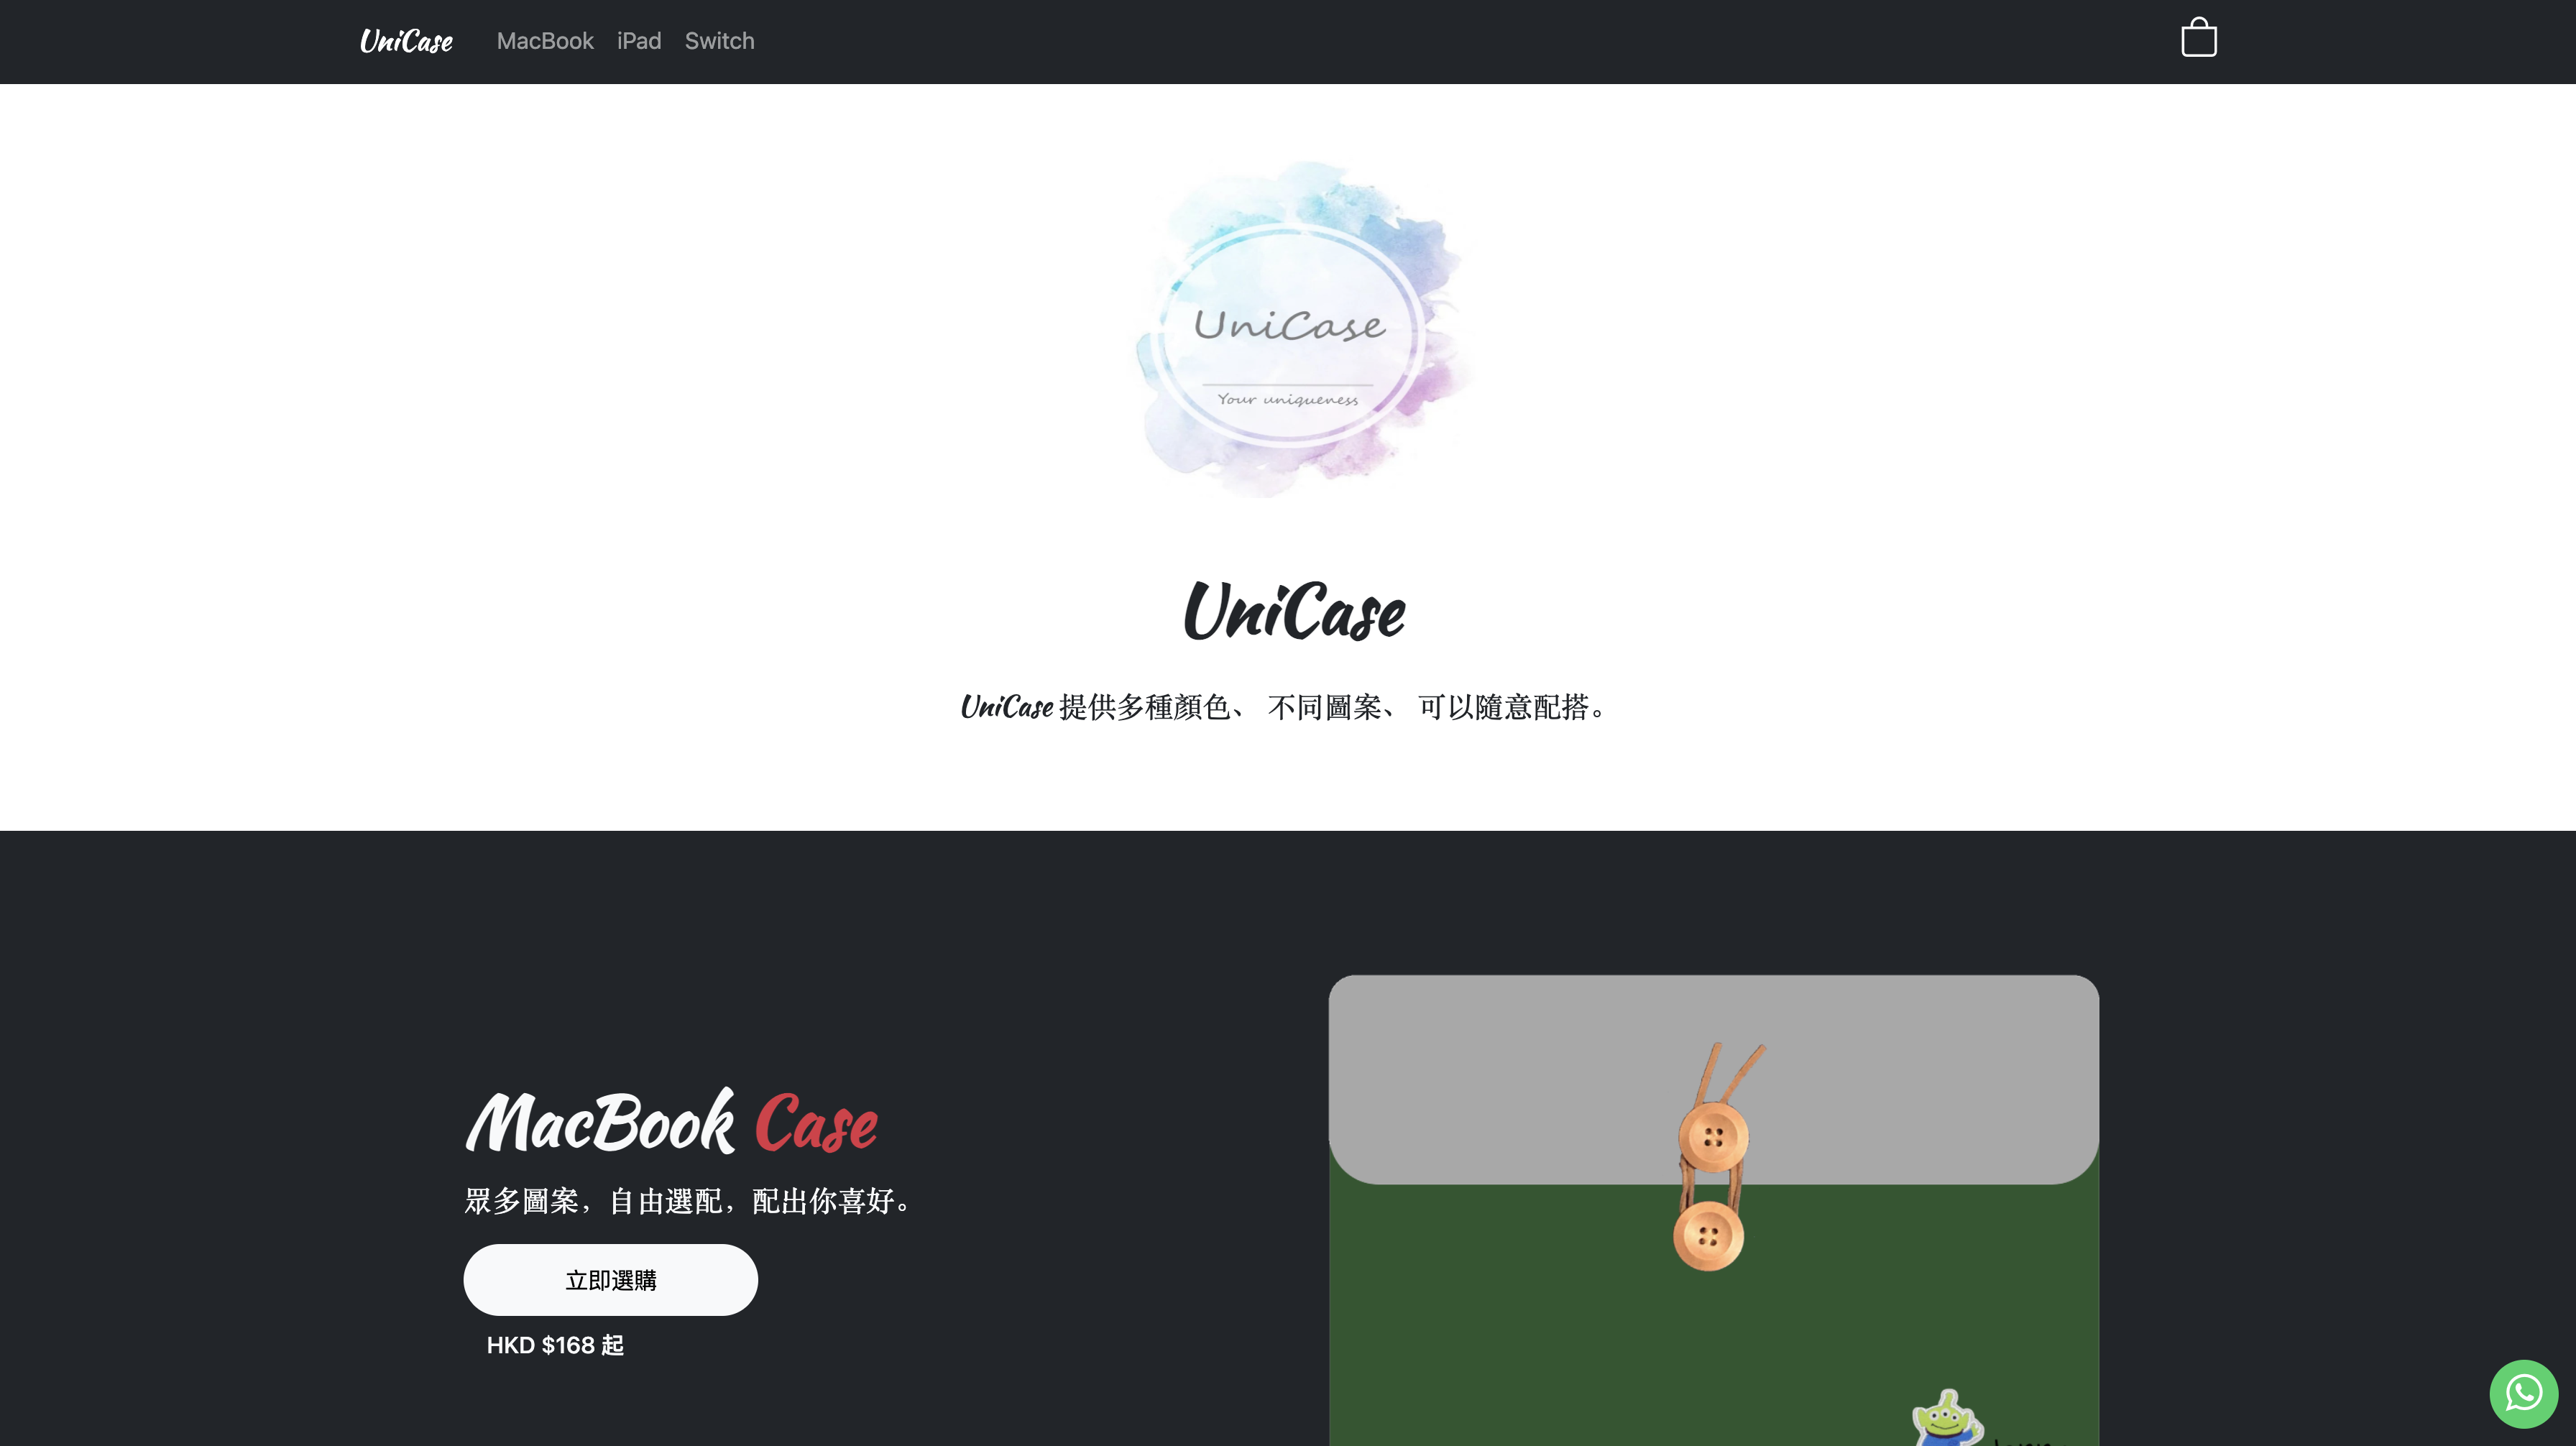 UniCase MacBook iPad Switch
UniCase
Your uniqueness
UniCase
UniCase 提供多種顏色、 不同圖案、 可以隨意配搭。
MacBook Case
眾多圖案，自由選配，配出你喜好。
立即選購
HKD $168 起